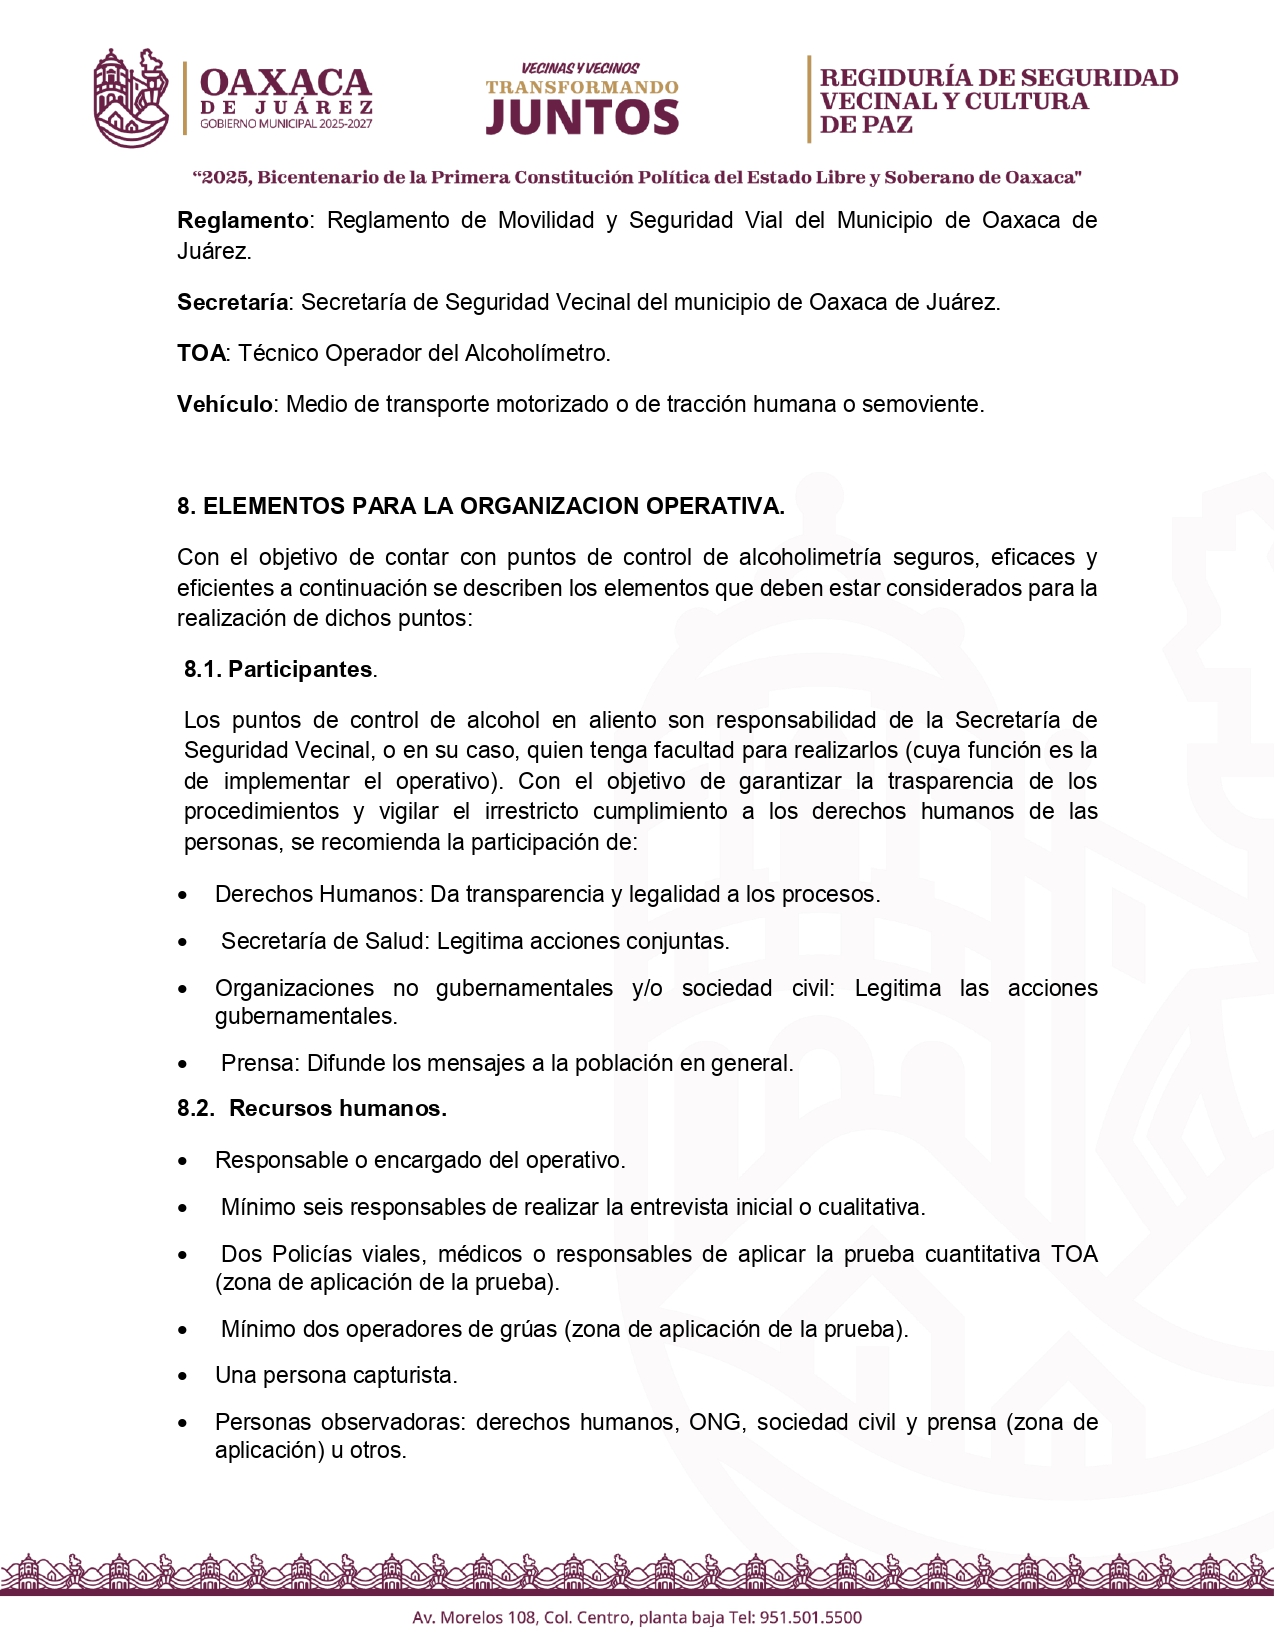 OAXACA
DE JUÁREZ
GOBIERNO MUNICIPAL 2025-2027
VECINAS Y VECINOS
TRANSFORMANDO
JUNTOS
REGIDURÍA DE SEGURIDAD
VECINAL Y CULTURA
DE PAZ
“2025, Bicentenario de la Primera Constitución Política del Estado Libre y Soberano de Oaxaca"
Reglamento: Reglamento de Movilidad y Seguridad Vial del Municipio de Oaxaca de
Juárez.
Secretaría: Secretaría de Seguridad Vecinal del municipio de Oaxaca de Juárez.
TOA: Técnico Operador del Alcoholímetro.
Vehículo: Medio de transporte motorizado o de tracción humana o semoviente.
8. ELEMENTOS PARA LA ORGANIZACION OPERATIVA.
Con el objetivo de contar con puntos de control de alcoholimetría seguros, eficaces y
eficientes a continuación se describen los elementos que deben estar considerados para la
realización de dichos puntos:
8.1. Participantes.
Los puntos de control de alcohol en aliento son responsabilidad de la Secretaría de
Seguridad Vecinal, o en su caso, quien tenga facultad para realizarlos (cuya función es la
de implementar el operativo). Con el objetivo de garantizar la trasparencia de los
procedimientos y vigilar el irrestricto cumplimiento a los derechos humanos de las
personas, se recomienda la participación de:
• Derechos Humanos: Da transparencia y legalidad a los procesos.
• Secretaría de Salud: Legitima acciones conjuntas.
• Organizaciones no gubernamentales y/o sociedad civil: Legitima las acciones
gubernamentales.
• Prensa: Difunde los mensajes a la población en general.
8.2. Recursos humanos.
• Responsable o encargado del operativo.
• Mínimo seis responsables de realizar la entrevista inicial o cualitativa.
• Dos Policías viales, médicos o responsables de aplicar la prueba cuantitativa TOA
(zona de aplicación de la prueba).
• Mínimo dos operadores de grúas (zona de aplicación de la prueba).
• Una persona capturista.
• Personas observadoras: derechos humanos, ONG, sociedad civil y prensa (zona de
aplicación) u otros.
Av. Morelos 108, Col. Centro, planta baja Tel: 951.501.5500